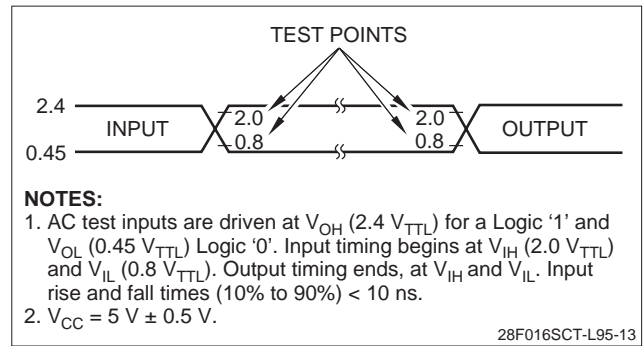 TEST POINTS
2.4
INPUT
2.0
2.0
OUTPUT
0.45
0.8
0.8
NOTES:
1. AC test inputs are driven at VOH (2.4 VTTL) for a Logic ‘1’ and
VOL (0.45 VTTL) Logic ‘0’. Input timing begins at VIH (2.0 VTTL)
and VIL (0.8 VTTL). Output timing ends, at VIH and VIL. Input
rise and fall times (10% to 90%) < 10 ns.
2. VCC = 5 V ± 0.5 V.
28F016SCT-L95-13